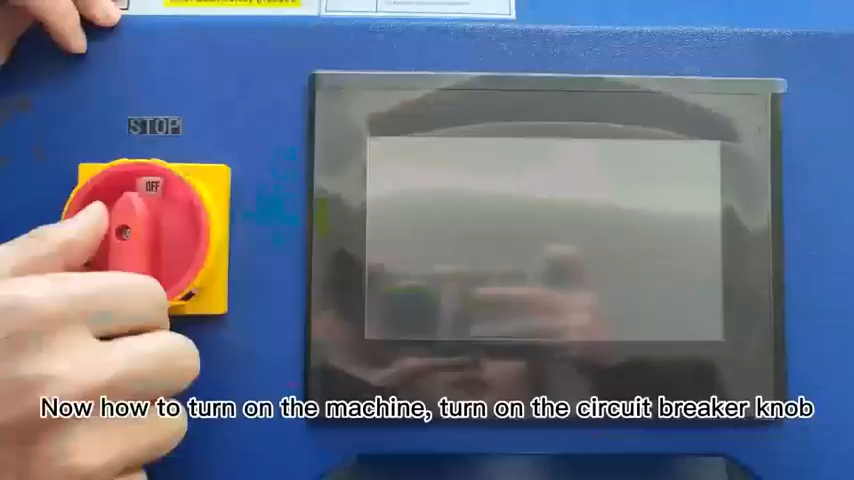 STOP
OFF
Now how to turn on the machine, turn on the circuit breaker knob